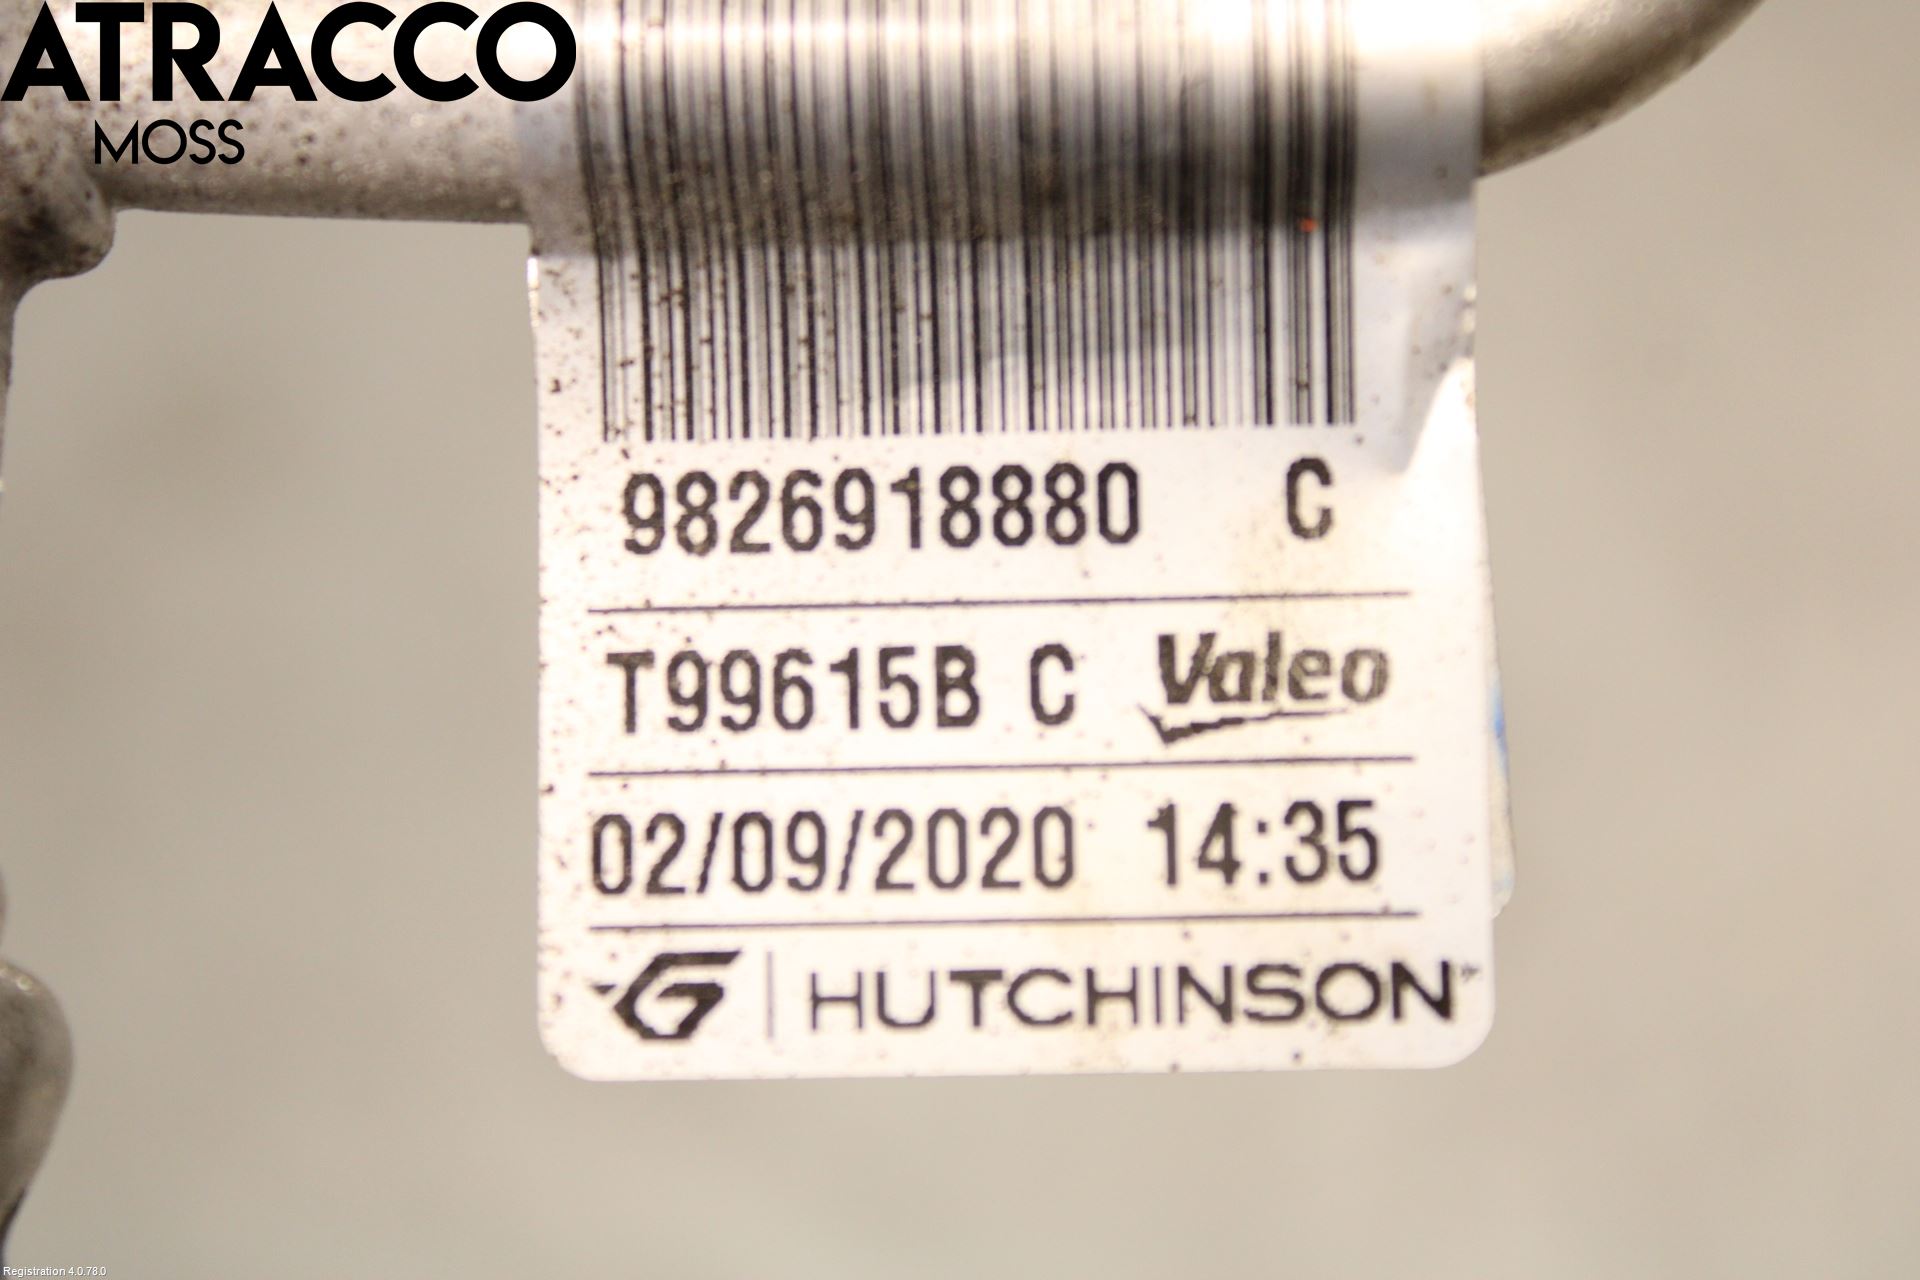 ATRACCO
MOSS
9826918880 C
T99615B C Valeo
02/09/2020 14:35
HUTCHINSON
Registration 4.0.78.0